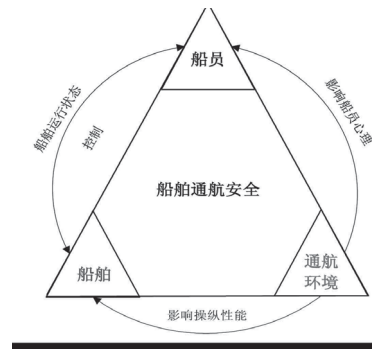 船员
船舶运行状态
控制
影响船员心理
船舶通航安全
船舶
通航
环境
影响操纵性能